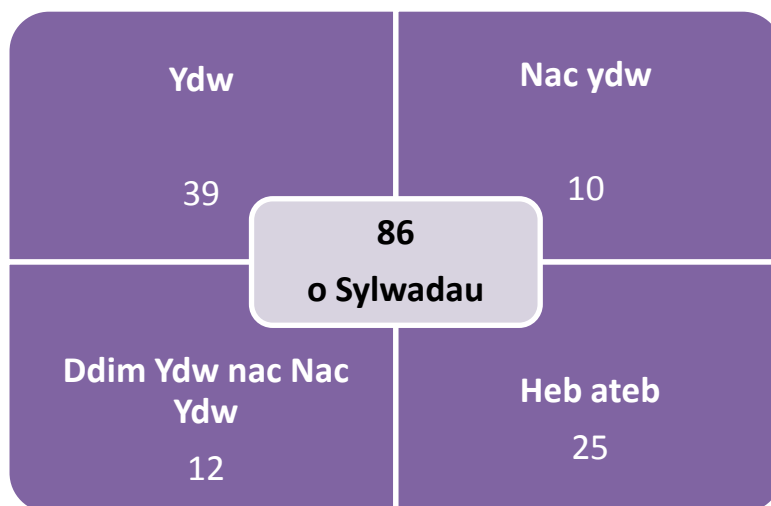 Ydw
39
Nac ydw
10
86
o Sylwadau
Ddim Ydw nac Nac
Ydw
12
Heb ateb
25